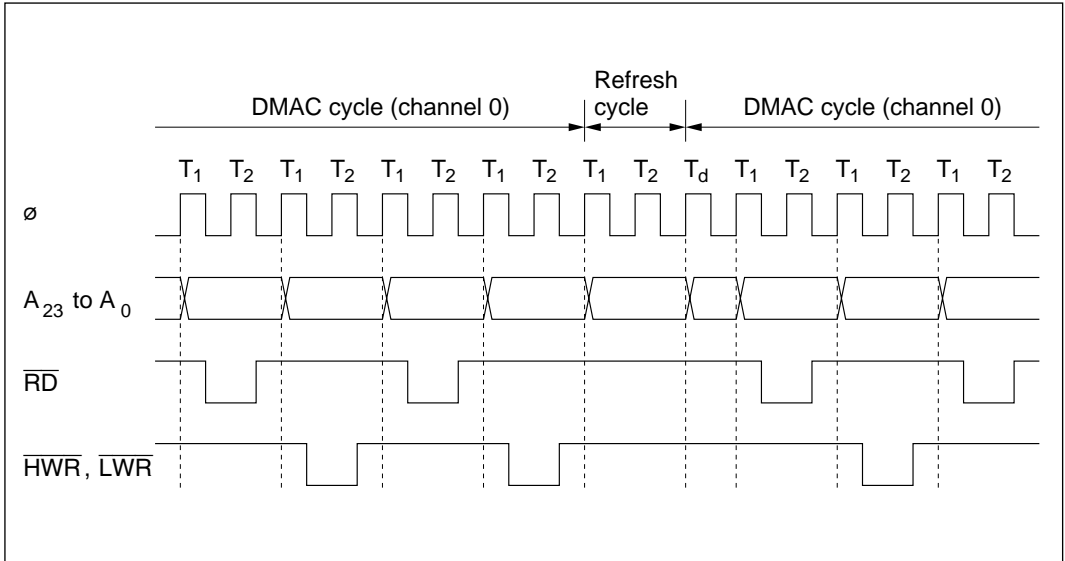 Refresh
cycle
DMAC cycle (channel 0)
DMAC cycle (channel 0)
T1 T2 T1 T2 T1 T2 T1 T2 T1 T2 Td T1 T2 T1 T2 T1 T2
ø
A23 to A0
RD
HWR, LWR